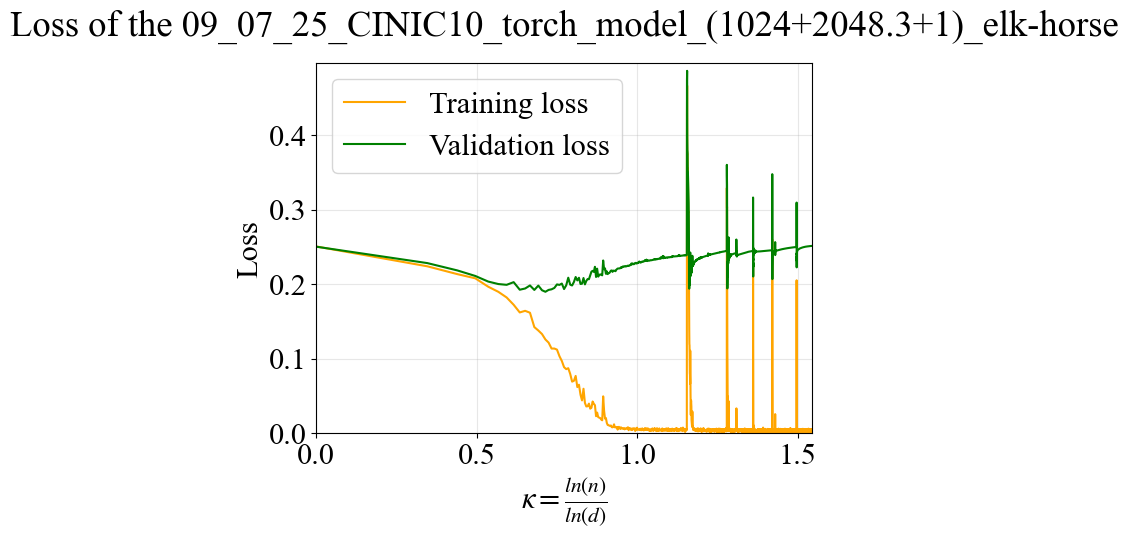 Loss of the 09_07_25_CINIC10_torch_model_(1024+2048.3+1)_elk-horse
Training loss
Validation loss
Loss
0.4
0.3
0.2
0.1
0.0
0.0 0.5 1.0 1.5
κ = ln(n)/ln(d)